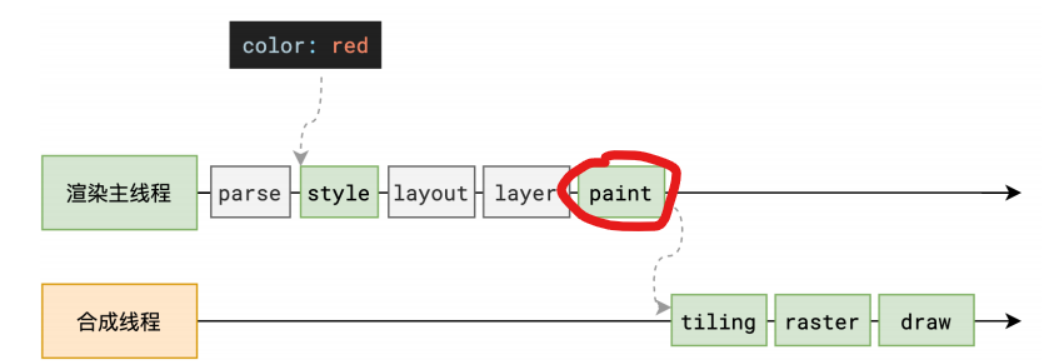 color: red
渲染主线程
parse
style
layout
layer
paint
合成线程
tiling
raster
draw